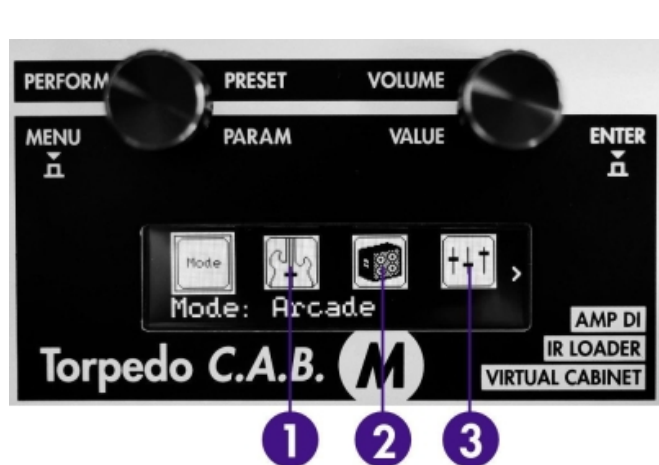 PERFORM PRESET VOLUME
MENU PARAM VALUE ENTER
Mode
Mode: Arcade
>
AMP DI
IR LOADER
VIRTUAL CABINET
Torpedo C.A.B. M
1 2 3